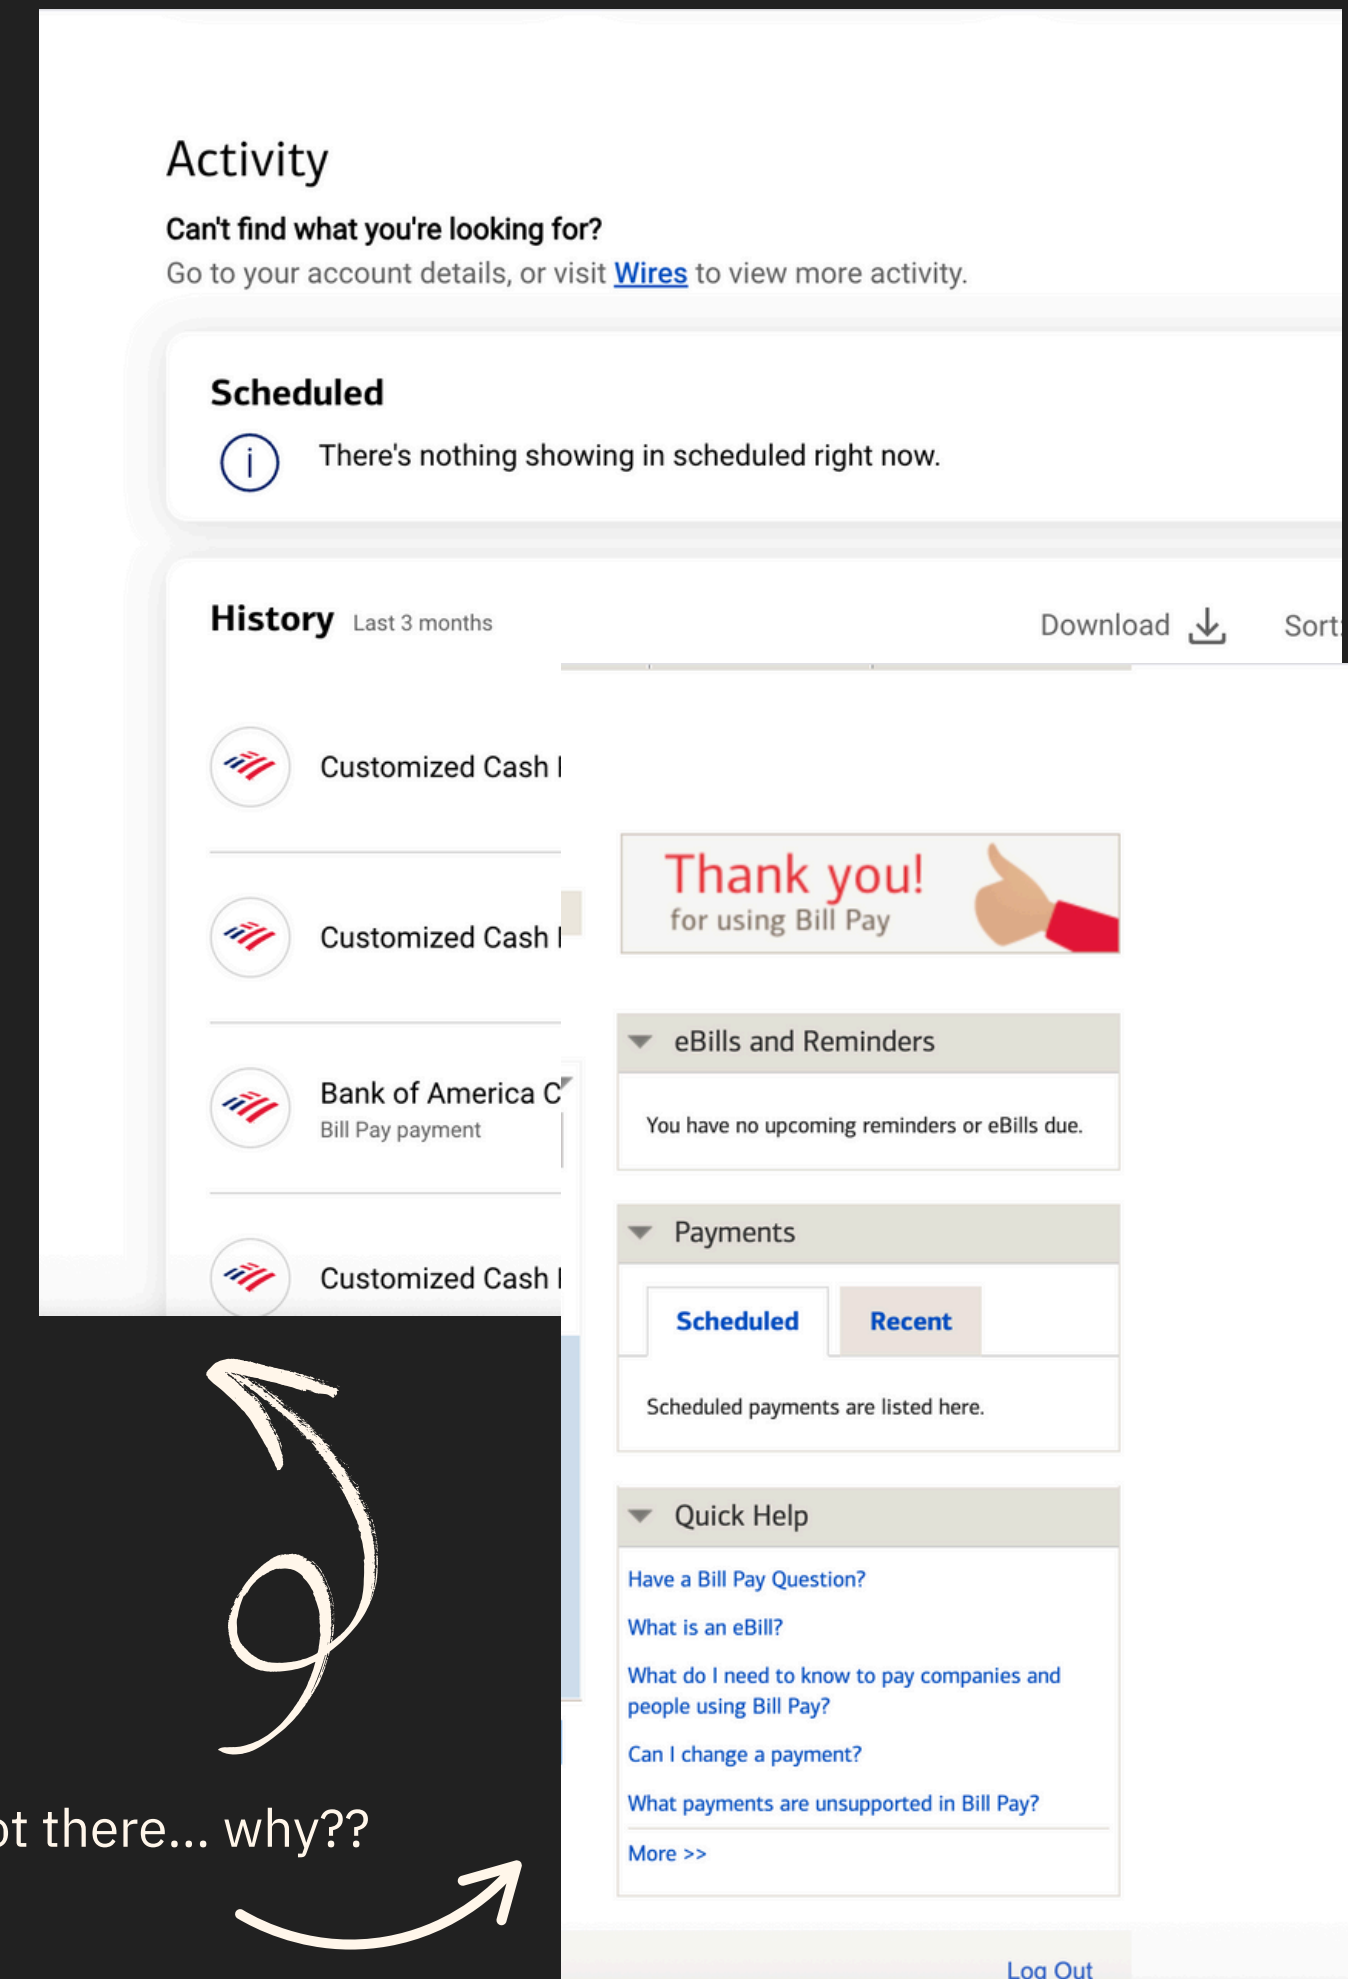 Activity
Can't find what you're looking for?
Go to your account details, or visit Wires to view more activity.
Scheduled
There's nothing showing in scheduled right now.
History Last 3 months
Download
Sort:
Customized Cash
Customized Cash
Bank of America C
Bill Pay payment
Customized Cash
Thank you!
for using Bill Pay
eBills and Reminders
You have no upcoming reminders or eBills due.
Payments
Scheduled Recent
Scheduled payments are listed here.
Quick Help
Have a Bill Pay Question?
What is an eBill?
What do I need to know to pay companies and
people using Bill Pay?
Can I change a payment?
What payments are unsupported in Bill Pay?
More >>
Log Out
ot there... why??